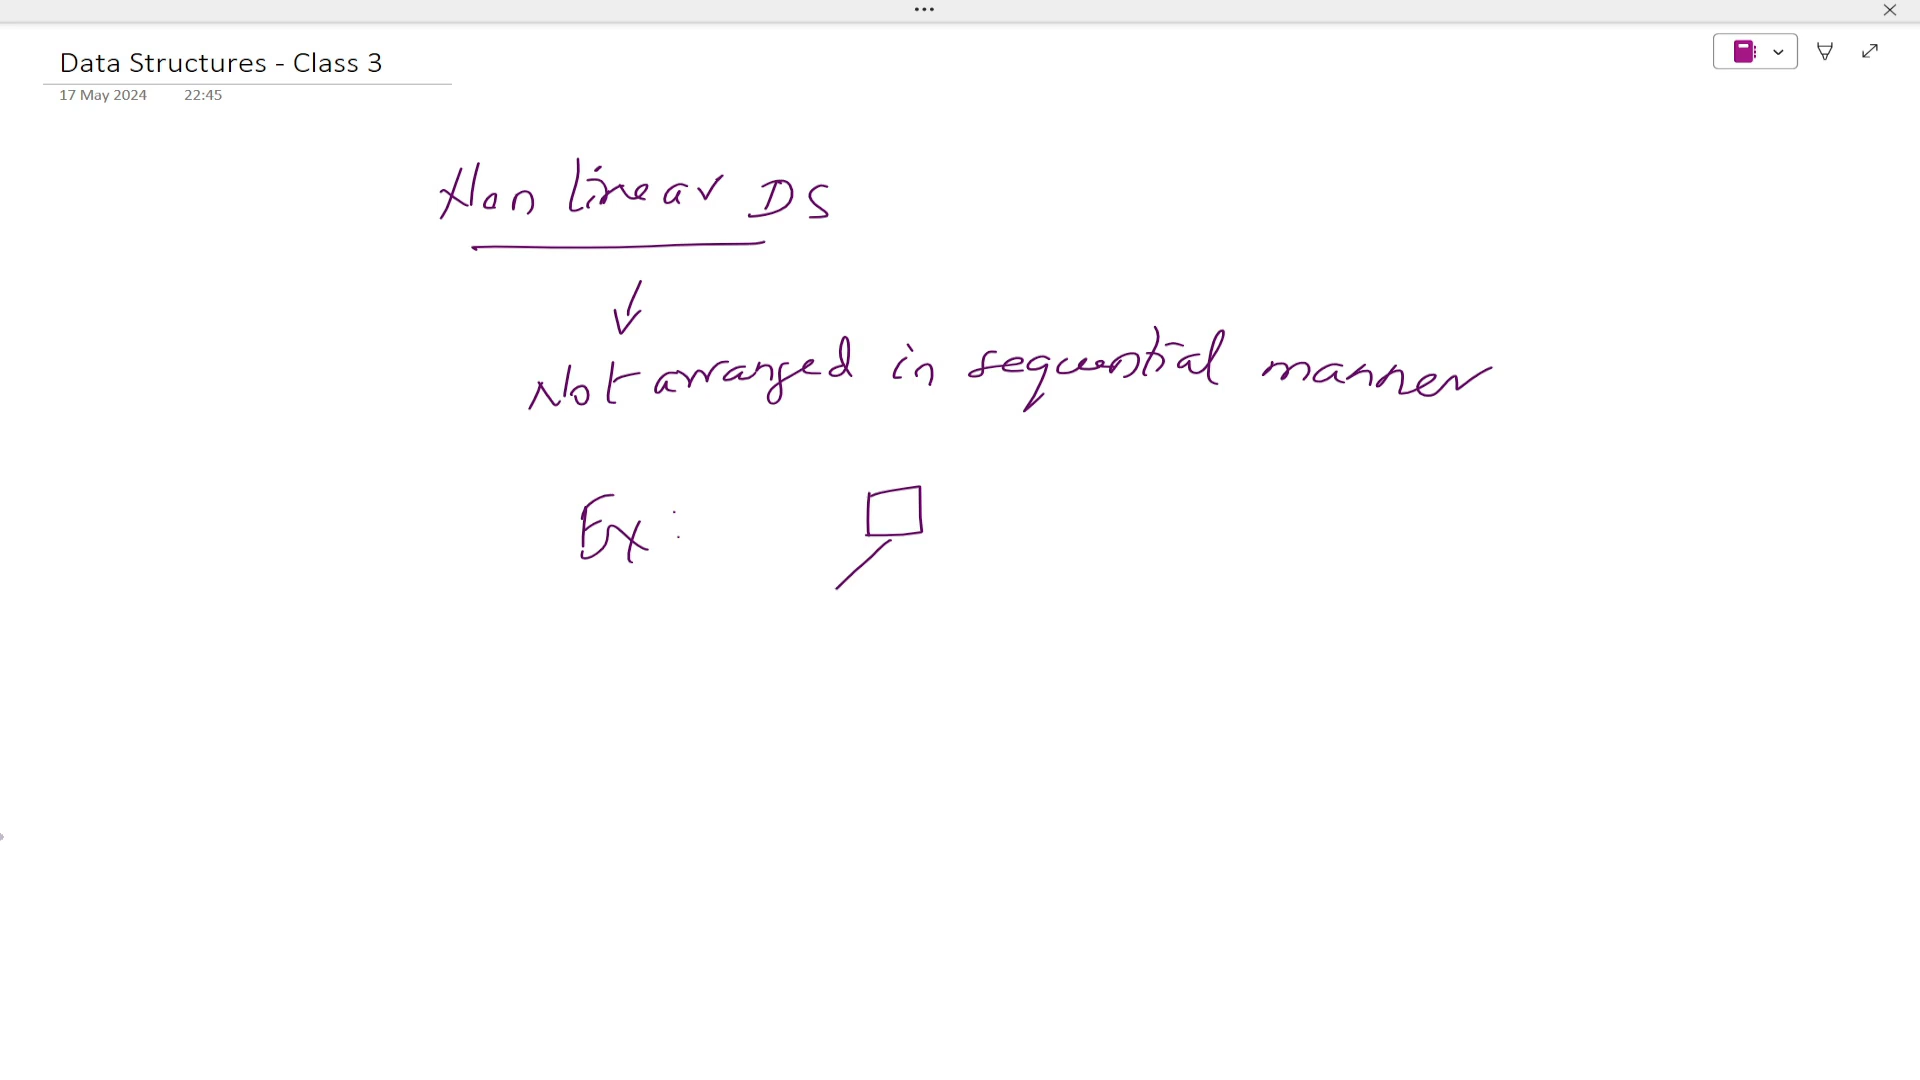 Data Structures - Class 3
17 May 2024 22:45
Non linear DS
Not arranged in sequential manner
Ex :